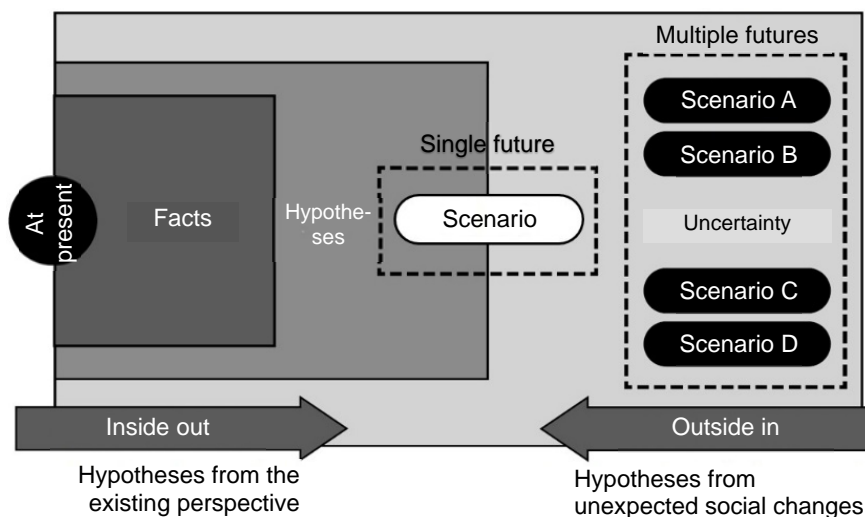 Multiple futures
Scenario A
Scenario B
Single future
At
present
Facts
Hypothe-
ses
Scenario
Uncertainty
Scenario C
Scenario D
Inside out
Outside in
Hypotheses from the
existing perspective
Hypotheses from
unexpected social changes